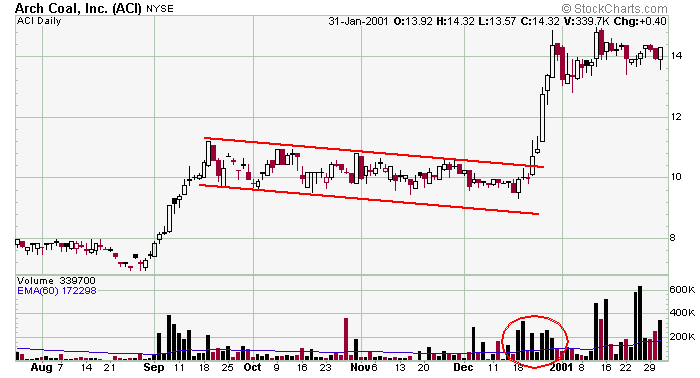 Arch Coal, Inc. (ACI) NYSE © StockCharts.com
ACI Daily 31-Jan-2001 O:13.92 H:14.32 L:13.57 C:14.32 V:339.7K Chg:+0.40
14
12
10
8
Volume 339700
EMA(60) 172298
600K
400K
200K
Aug 7 14 21 28 Sep 11 18 25 Oct 9 16 23 Nov 6 13 20 Dec 11 18 2001 8 16 22 29